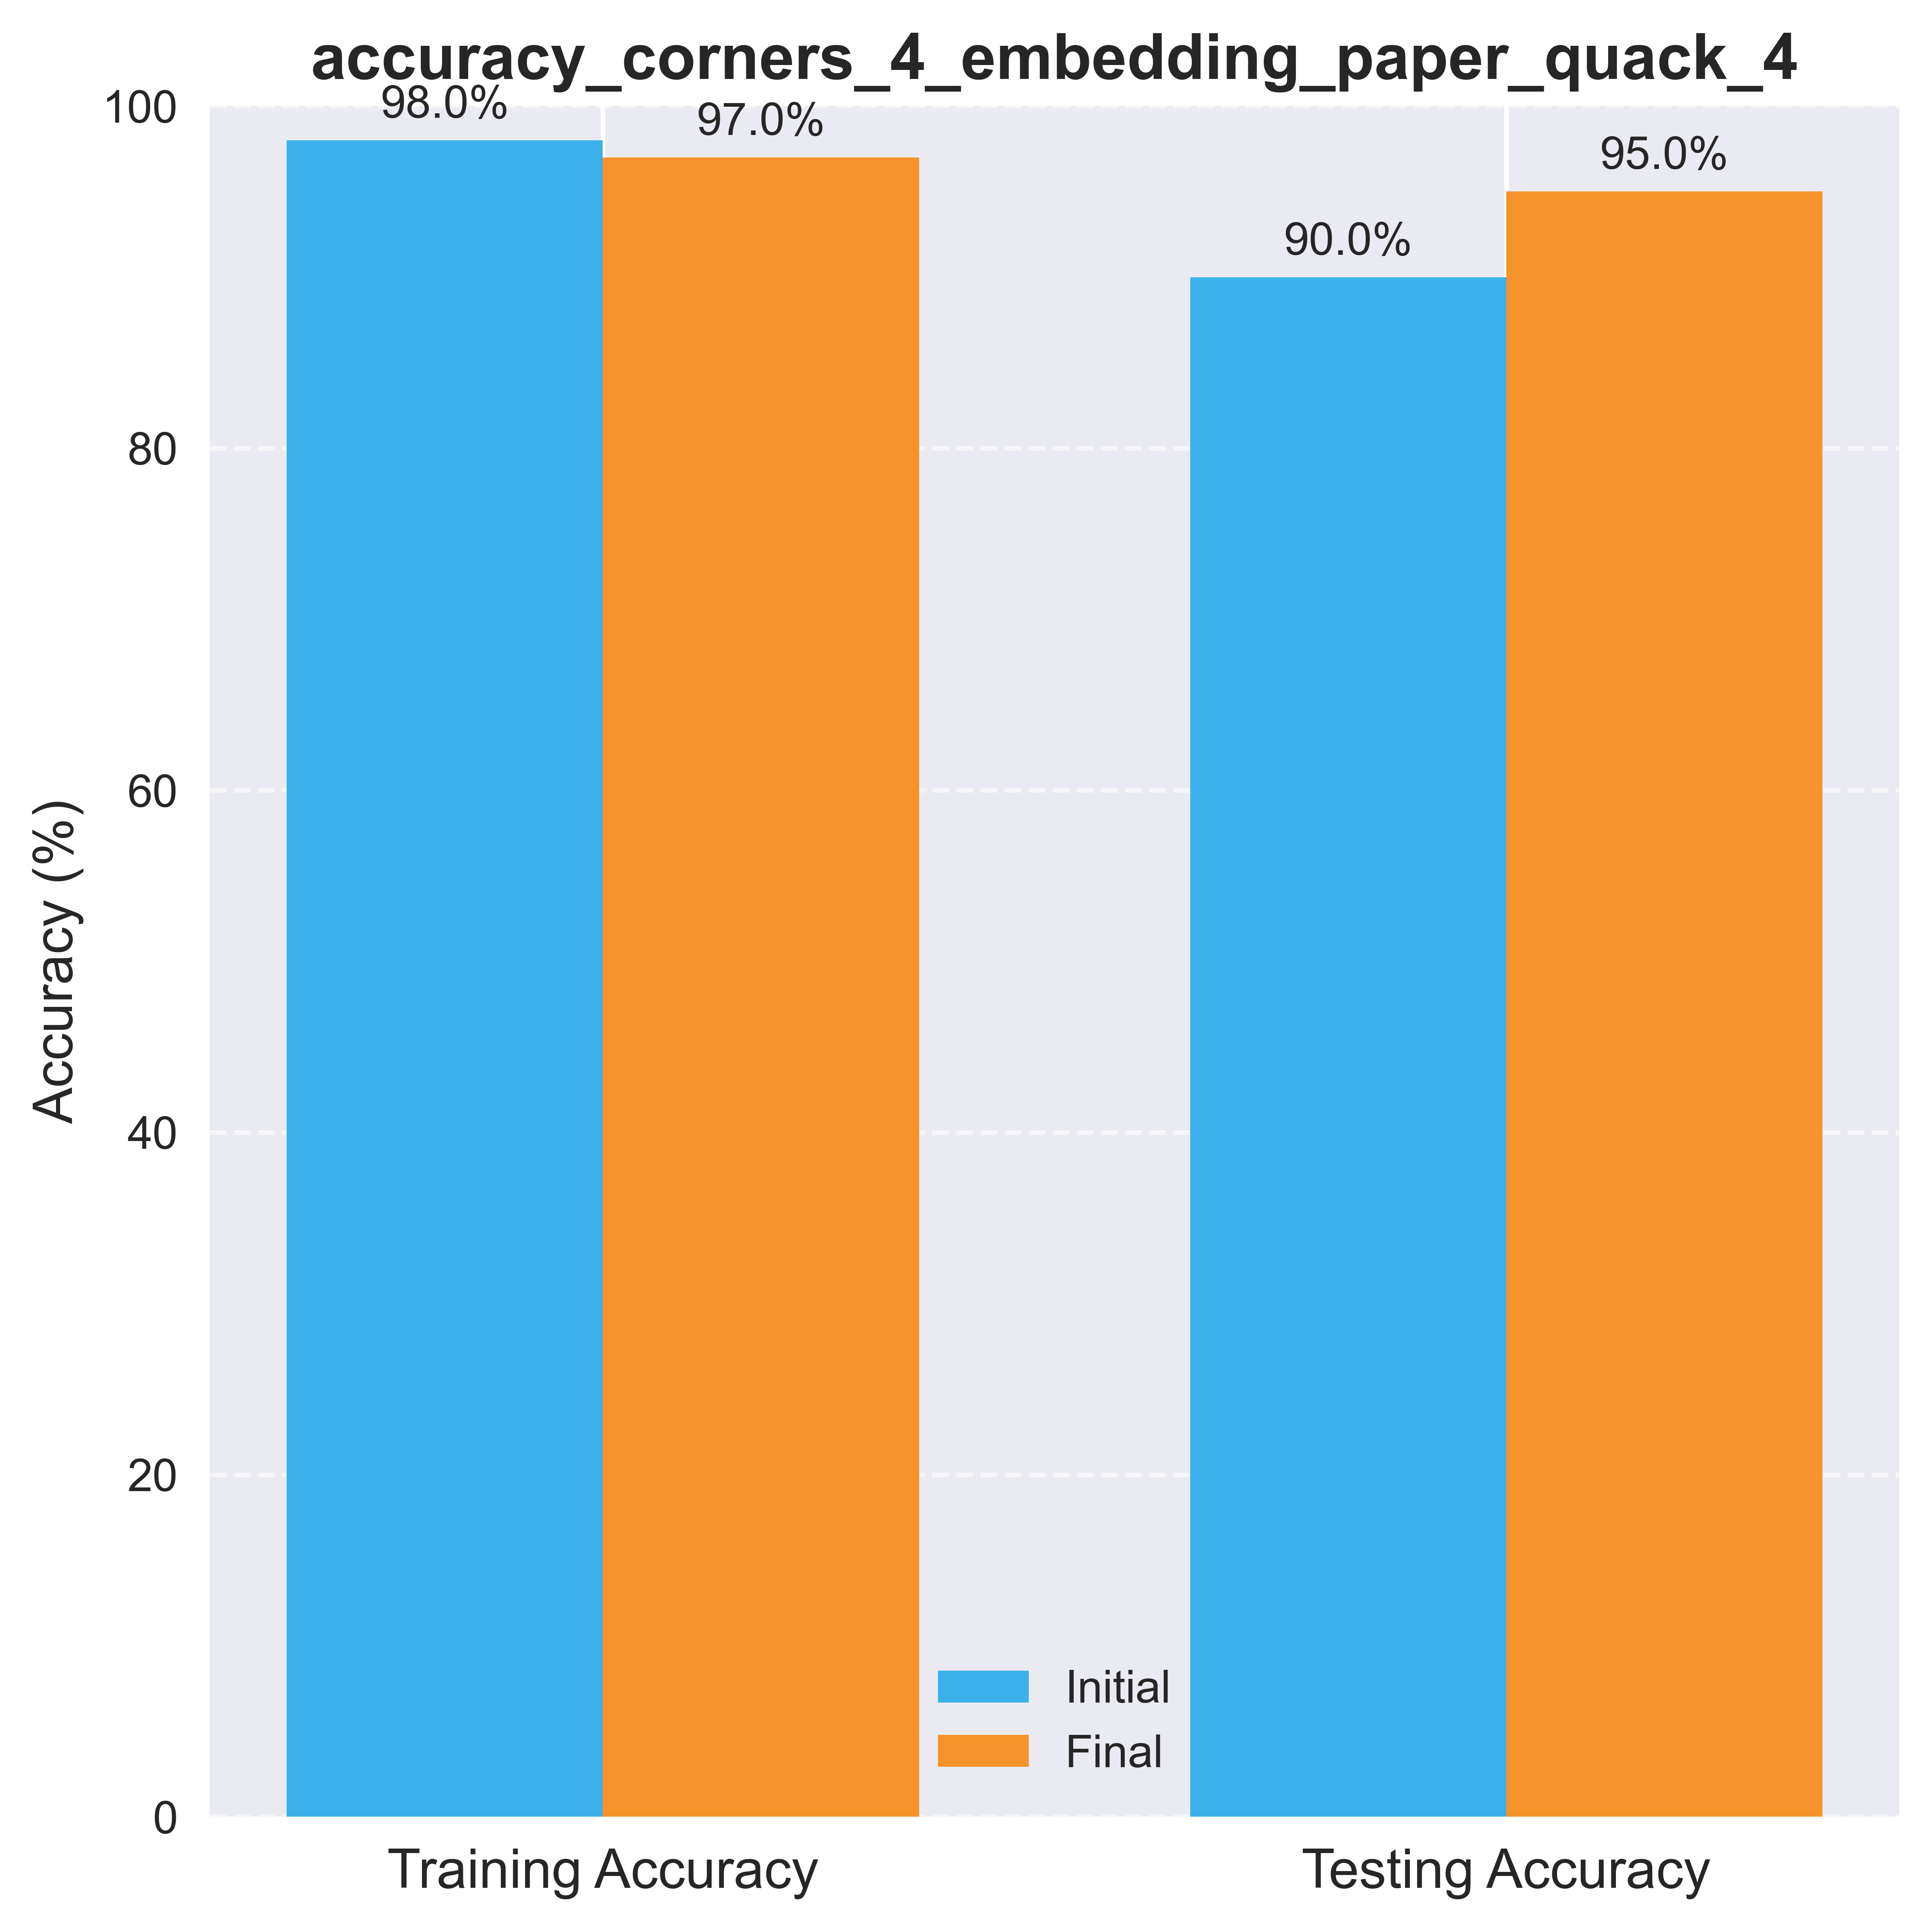 accuracy_corners_4_embedding_paper_quack_4
98.0%
97.0%
90.0%
95.0%
100
80
60
40
20
0
Accuracy (%)
Initial
Final
Training Accuracy
Testing Accuracy